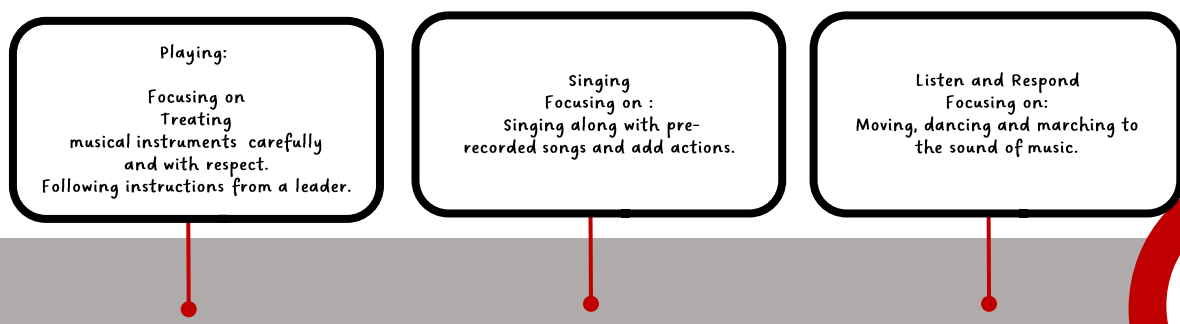 Playing:
Focusing on
Treating
musical instruments carefully
and with respect.
Following instructions from a leader.
Singing
Focusing on :
Singing along with pre-
recorded songs and add actions.
Listen and Respond
Focusing on:
Moving, dancing and marching to
the sound of music.